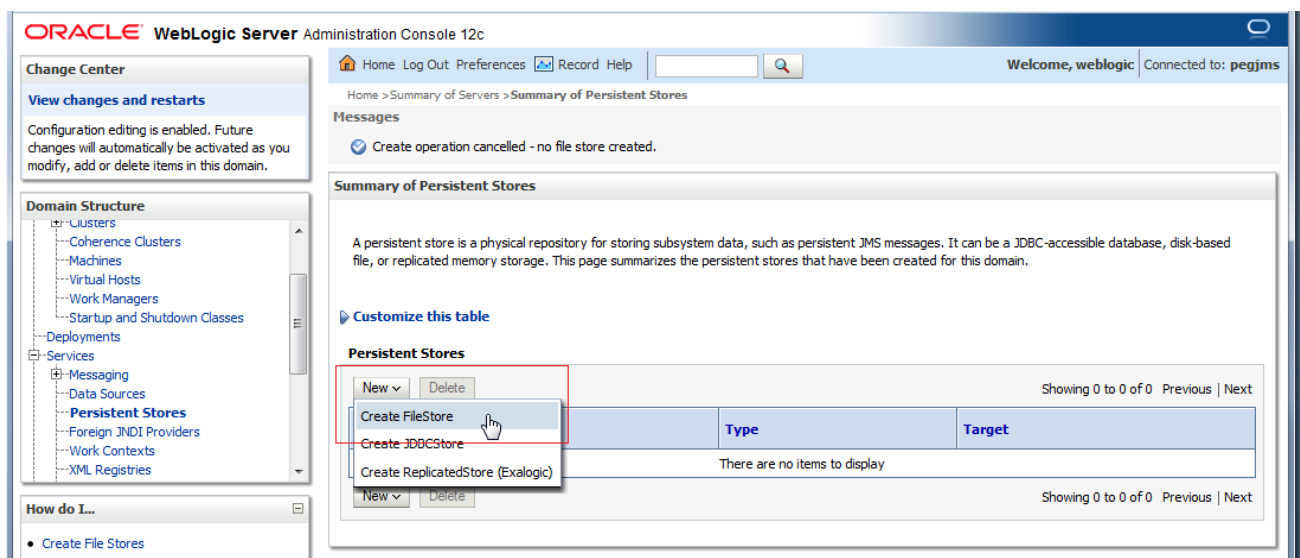 ORACLE WebLogic Server Administration Console 12c
Change Center
View changes and restarts
Configuration editing is enabled. Future
changes will automatically be activated as you
modify, add or delete items in this domain.
Domain Structure
Clusters
Coherence Clusters
Machines
Virtual Hosts
Work Managers
Startup and Shutdown Classes
Deployments
Services
Messaging
Data Sources
Persistent Stores
Foreign JNDI Providers
Work Contexts
XML Registries
How do I...
Create File Stores
Home Log Out Preferences Record Help
Welcome, weblogic Connected to: pegjms
Home >Summary of Servers >Summary of Persistent Stores
Messages
Create operation cancelled - no file store created.
Summary of Persistent Stores
A persistent store is a physical repository for storing subsystem data, such as persistent JMS messages. It can be a JDBC-accessible database, disk-based
file, or replicated memory storage. This page summarizes the persistent stores that have been created for this domain.
Customize this table
Persistent Stores
New Delete
Showing 0 to 0 of 0 Previous | Next
Create FileStore
Create JDBCStore
Create ReplicatedStore (Exalogic)
Type Target
There are no items to display
New Delete
Showing 0 to 0 of 0 Previous | Next